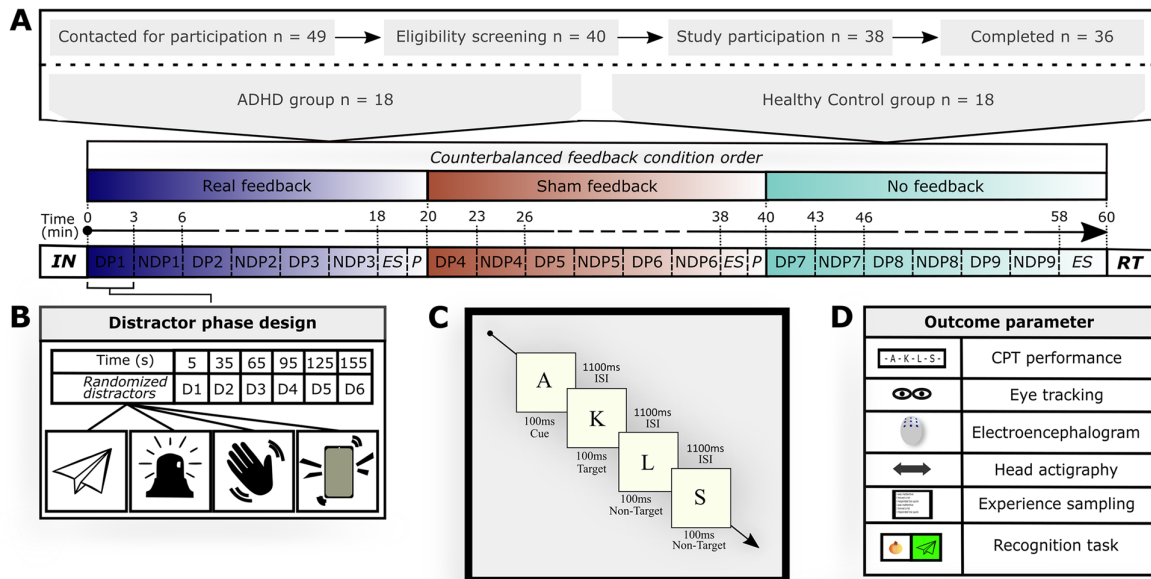 A
Contacted for participation n = 49
Eligibility screening n = 40
Study participation n = 38
Completed n = 36
ADHD group n = 18
Healthy Control group n = 18
Counterbalanced feedback condition order
Real feedback
Sham feedback
No feedback
Time
(min)
0 3 6 18 20 23 26 38 40 43 46 58 60
IN DP1 NDP1 DP2 NDP2 DP3 NDP3 ES P DP4 NDP4 DP5 NDP5 DP6 NDP6 ES P DP7 NDP7 DP8 NDP8 DP9 NDP9 ES RT
B
Distractor phase design
Time (s) 5 35 65 95 125 155
Randomized
distractors
D1 D2 D3 D4 D5 D6
C
A
100ms
Cue
1100ms
ISI
K
100ms
Target
1100ms
ISI
L
100ms
Non-Target
1100ms
ISI
S
100ms
Non-Target
D
Outcome parameter
-A-K-L-S-
CPT performance
Eye tracking
Electroencephalogram
Head actigraphy
Experience sampling
Recognition task